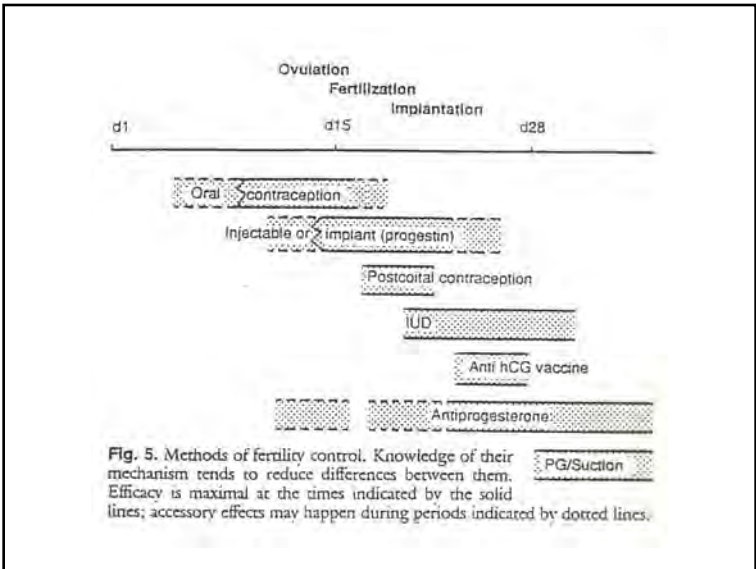 Ovulation
Fertilization
Implantation
d1 d15 d28
Oral contraception
Injectable or implant (progestin)
Postcoital contraception
IUD
Anti hCG vaccine
Antiprogesterone
PG/Suction
Fig. 5. Methods of fertility control. Knowledge of their
mechanism tends to reduce differences between them.
Efficacy is maximal at the times indicated by the solid
lines; accessory effects may happen during periods indicated by dotted lines.